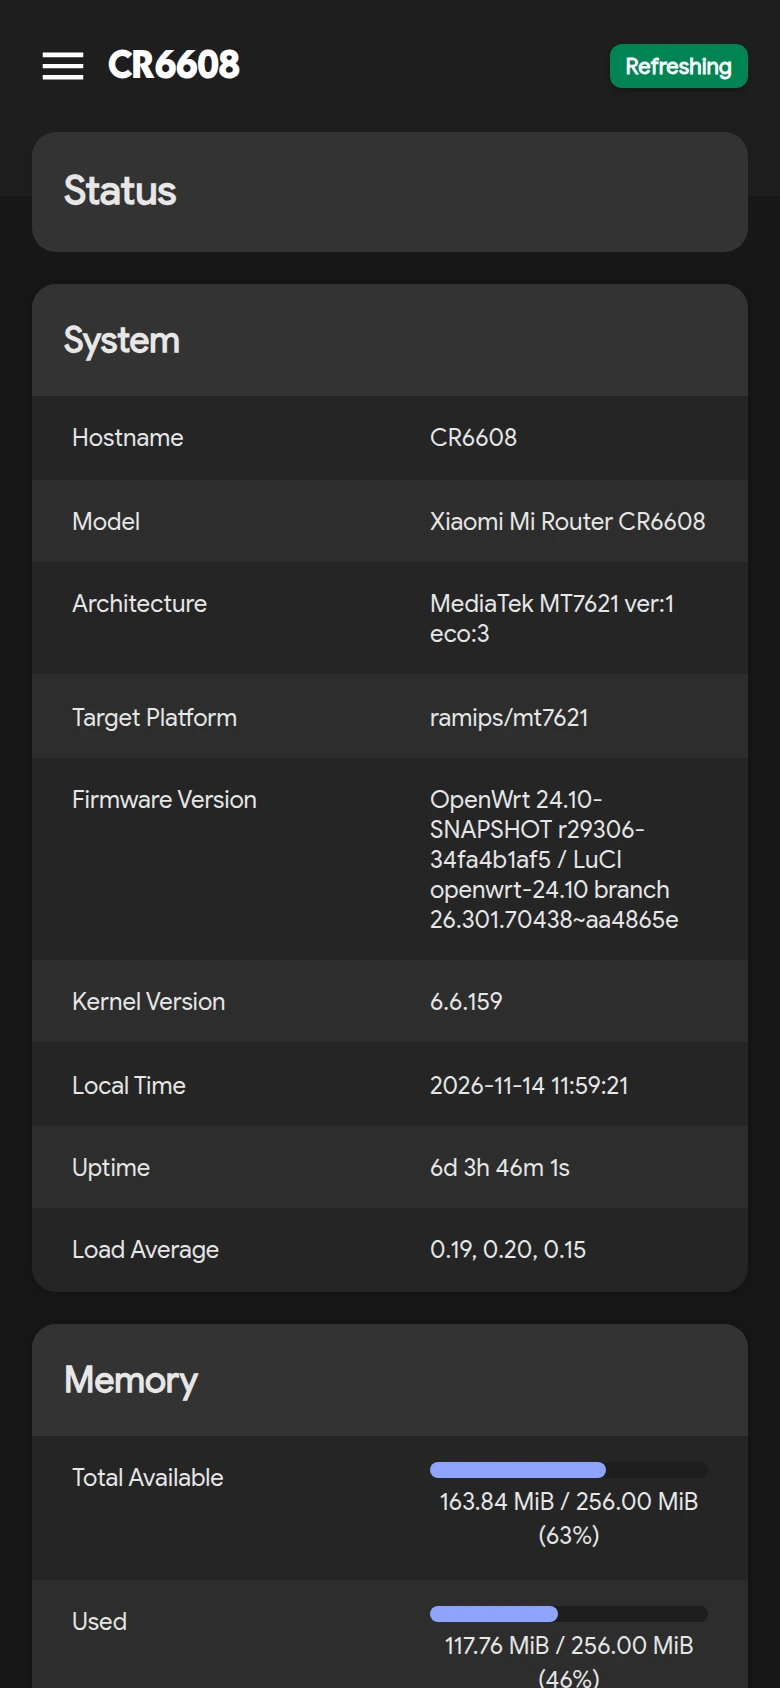 CR6608
Refreshing
Status
System
Hostname
CR6608
Model
Xiaomi Mi Router CR6608
Architecture
MediaTek MT7621 ver:1
eco:3
Target Platform
ramips/mt7621
Firmware Version
OpenWrt 24.10-
SNAPSHOT r29306-
34fa4b1af5 / LuCI
openwrt-24.10 branch
26.301.70438~aa4865e
Kernel Version
6.6.159
Local Time
2026-11-14 11:59:21
Uptime
6d 3h 46m 1s
Load Average
0.19, 0.20, 0.15
Memory
Total Available
163.84 MiB / 256.00 MiB
(63%)
Used
117.76 MiB / 256.00 MiB
(46%)